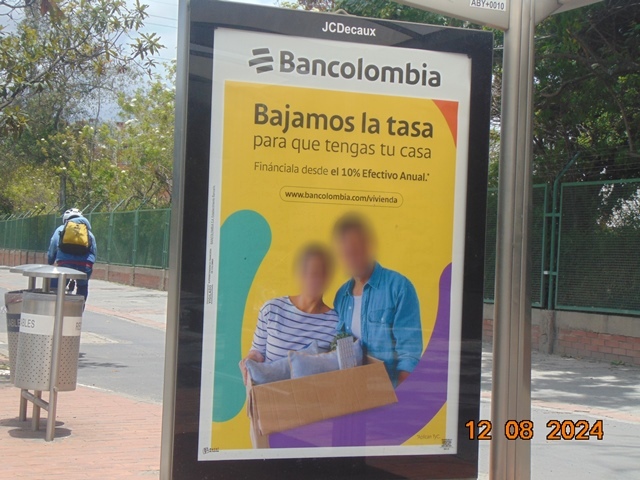 ABY+0010
JCDecaux
Bancolombia
Bajamos la tasa
para que tengas tu casa
Fináncialа desde el 10% Efectivo Anual.*
www.bancolombia.com/vivienda
12 08 2024